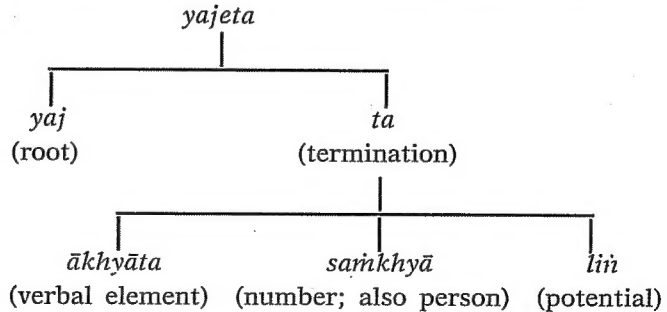 yajeta
yaj ta
(root) (termination)
ākhyāta saṁkhyā liṅ
(verbal element) (number; also person) (potential)